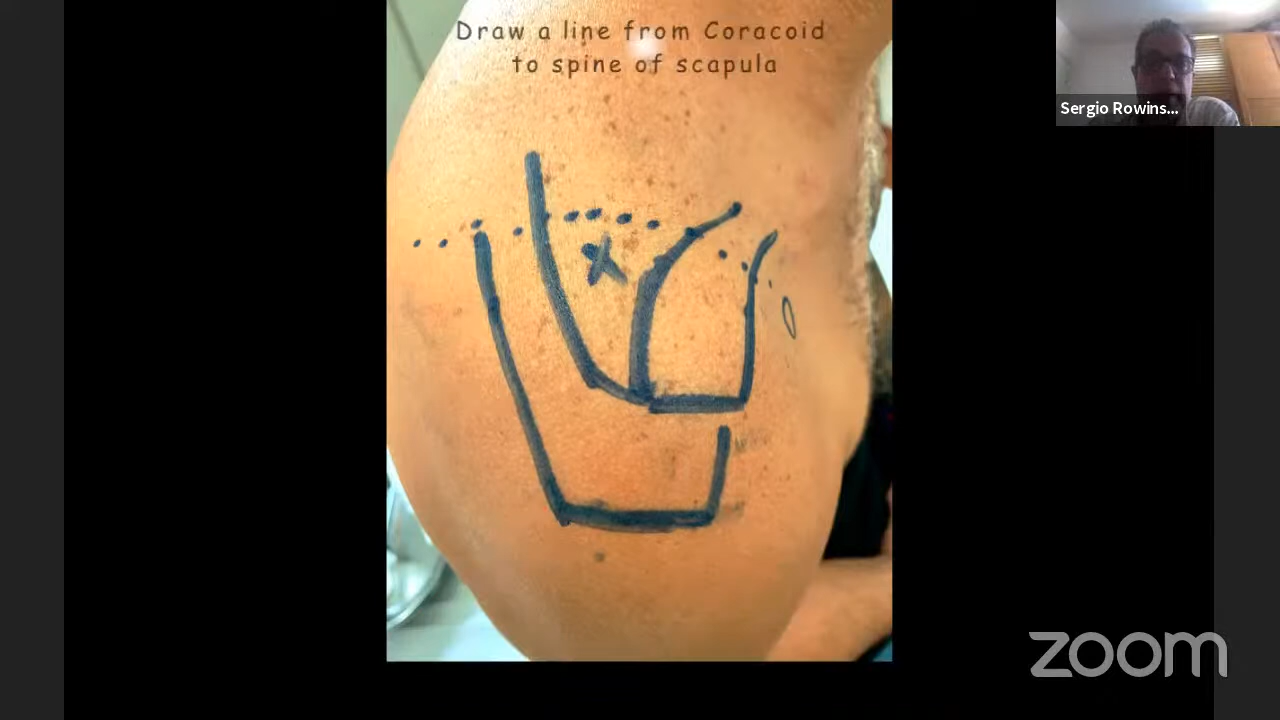 Draw a line from Coracoid
to spine of scapula
Sergio Rowins...
zoom